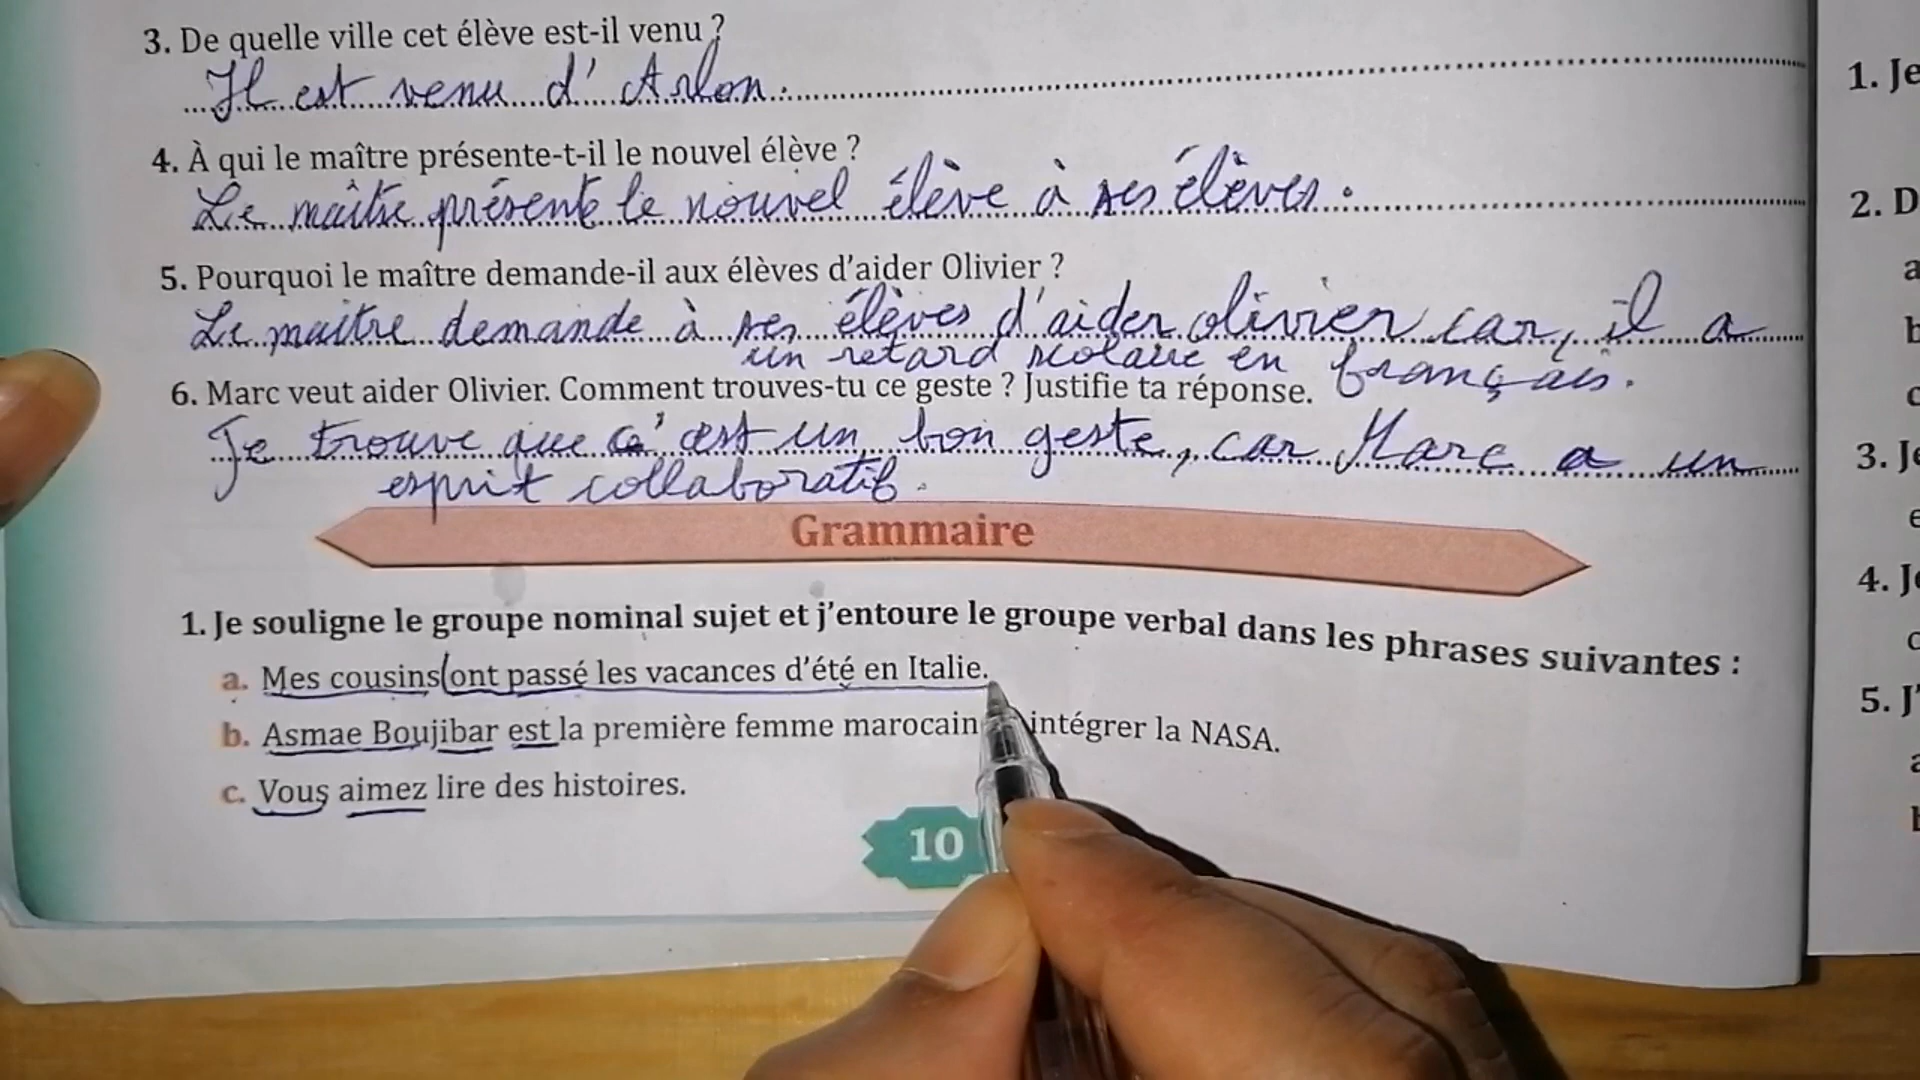 3. De quelle ville cet élève est-il venu ?
Il est venu d' Arlon.
4. À qui le maître présente-t-il le nouvel élève ?
Le maître présente le nouvel élève à ses élèves.
5. Pourquoi le maître demande-il aux élèves d'aider Olivier ?
Le maitre demande à ses élèves d'aider olivier car, il a
un retard scolaire en français.
6. Marc veut aider Olivier. Comment trouves-tu ce geste ? Justifie ta réponse.
Je trouve que c'est un bon geste, car Marc a un
esprit collaboratif.
Grammaire
1. Je souligne le groupe nominal sujet et j'entoure le groupe verbal dans les phrases suivantes :
a. Mes cousins ont passé les vacances d'été en Italie.
b. Asmae Boujibar est la première femme marocain intégrer la NASA.
c. Vous aimez lire des histoires.
10
1. Je
2. D
a
b
c
3. Je
e
4. Je
c
5. J'
a
b